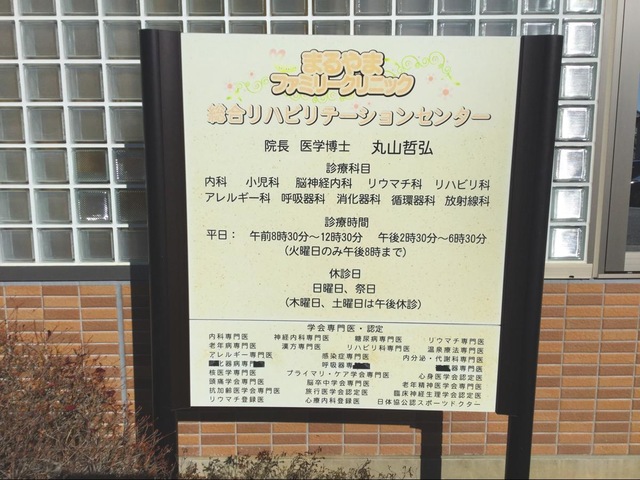 まるやま
ファミリークリニック
総合リハビリテーションセンター
院長 医学博士 丸山哲弘
診療科目
内科 小児科 脳神経内科 リウマチ科 リハビリ科
アレルギー科 呼吸器科 消化器科 循環器科 放射線科
診療時間
平日： 午前8時30分～12時30分 午後2時30分～6時30分
（火曜日のみ午後8時まで）
休診日
日曜日、祭日
（木曜日、土曜日は午後休診）
学会専門医・認定
内科専門医 神経内科専門医 糖尿病専門医 リウマチ専門医
老年病専門医 漢方専門医 リハビリ科専門医 温泉療法専門医
アレルギー専門医 感染症専門医 内分泌・代謝科専門医
化器病専門 呼吸器専 器専門医
核医学専門医 プライマリ・ケア学会専門医 心身医学会認定医
頭痛学会専門医 脳卒中学会専門医 老年精神医学会専門医
抗加齢医学会専門医 旅行医学会認定医 臨床神経生理学会認定医
リウマチ登録医 心療内科登録医 日体協公認スポーツドクター